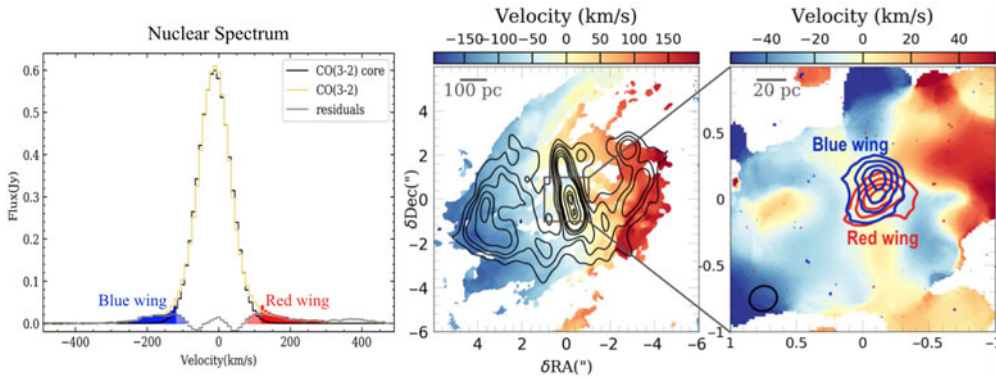 Nuclear Spectrum
Flux(Jy)
0.6
0.5
0.4
0.3
0.2
0.1
0.0
CO(3-2) core
CO(3-2)
residuals
Blue wing
Red wing
-400
-200
0
200
400
Velocity(km/s)
Velocity (km/s)
-150
-100
-50
0
50
100
150
100 pc
δDec(")
4
2
0
-2
-4
-6
6
4
2
0
-2
-4
-6
δRA(")
Velocity (km/s)
-40
-20
0
20
40
20 pc
0.5
0
-0.5
-1
Blue wing
Red wing
1
0.5
0
-0.5
-1